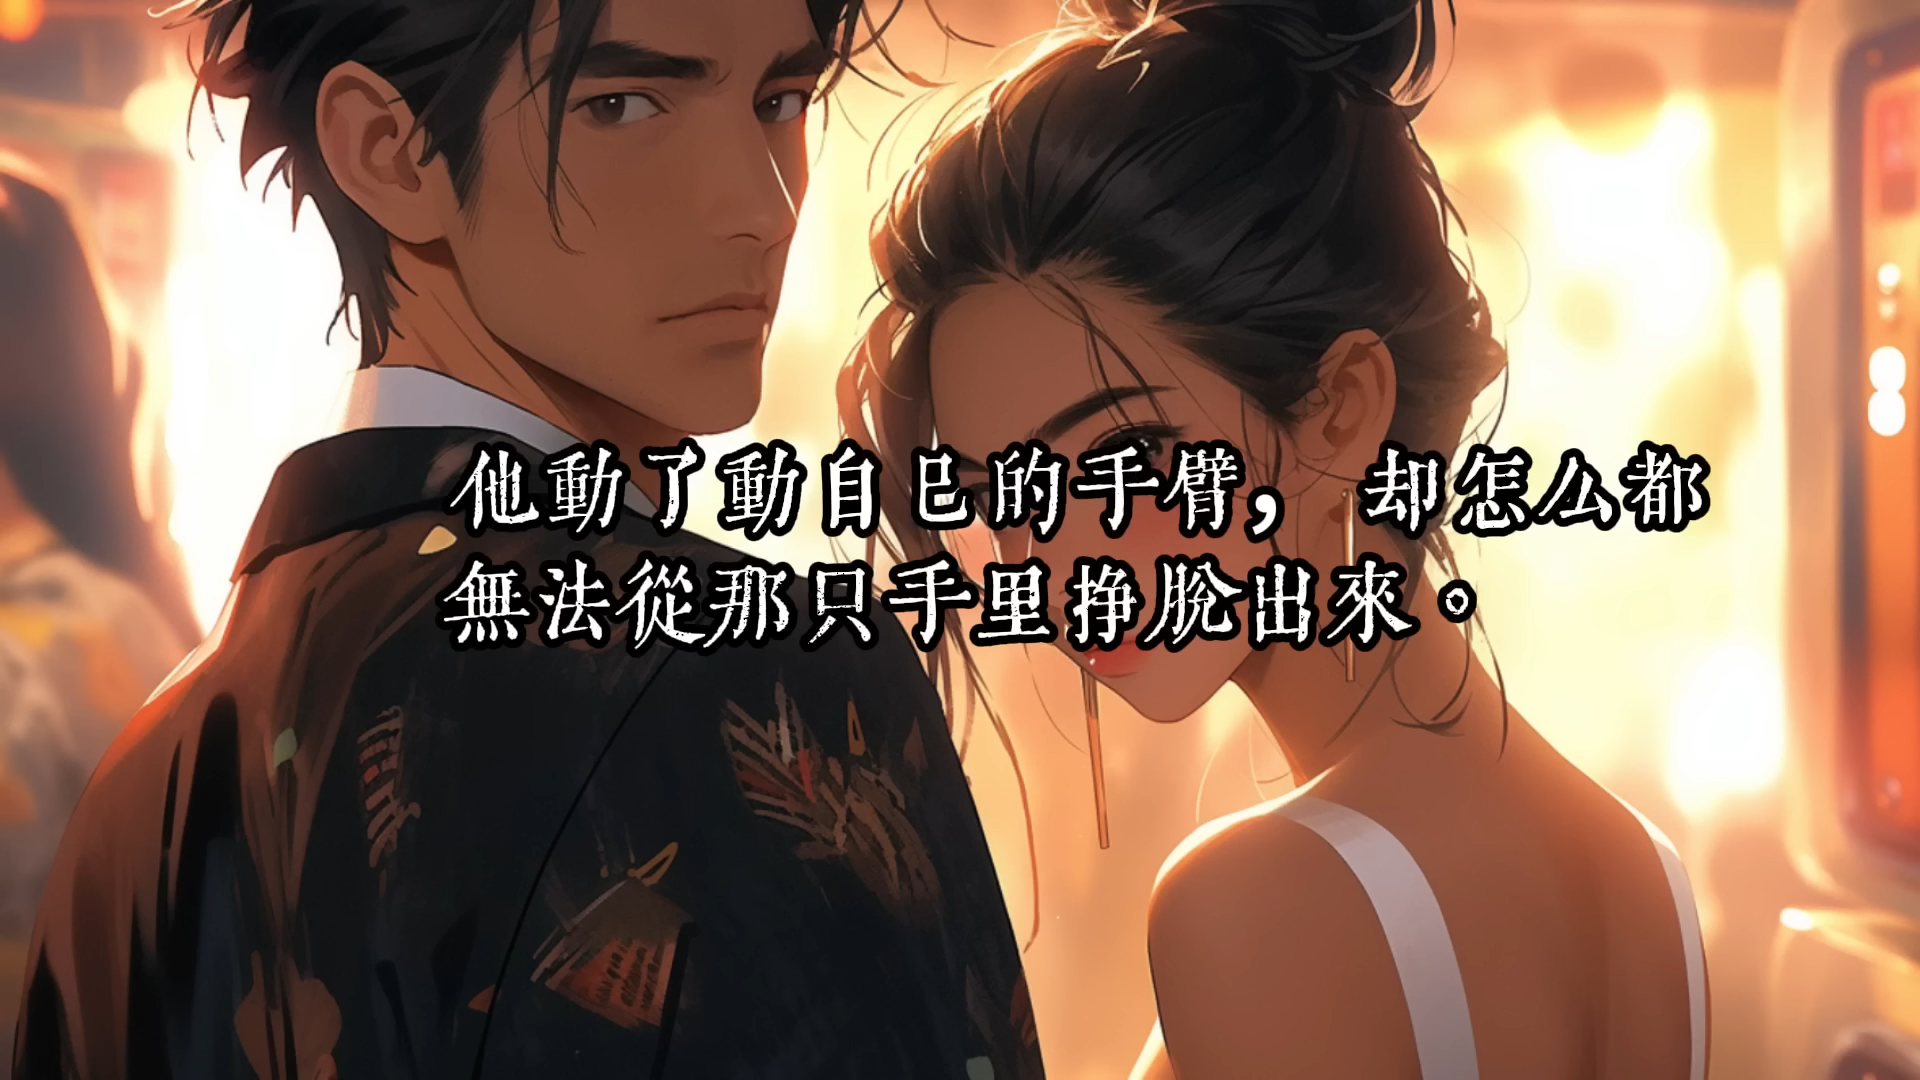 他動了動自已的手臂，却怎么都
無法從那只手里挣脫出來。